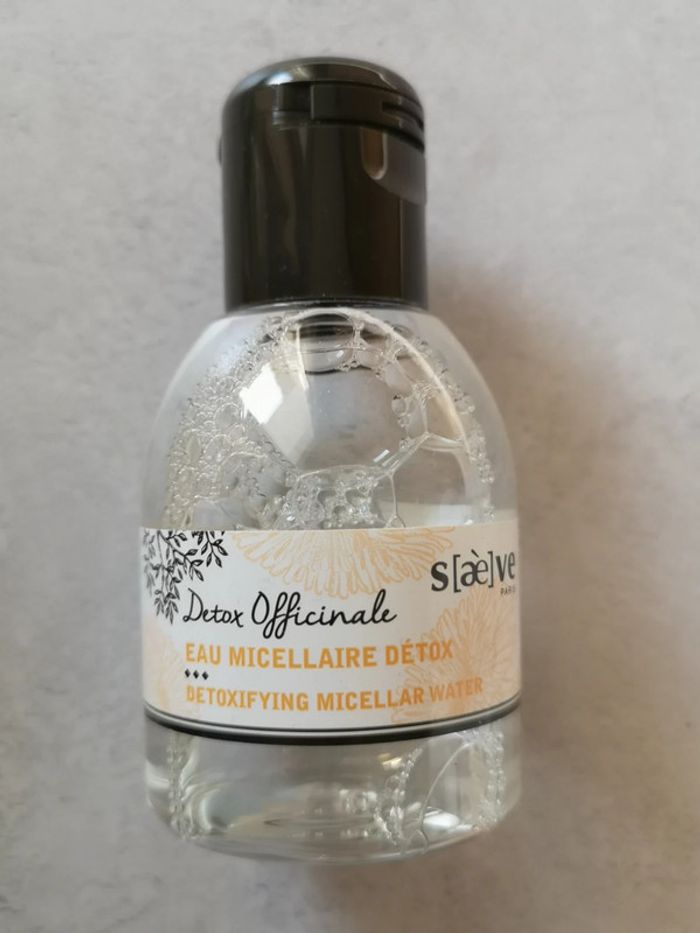 s[æ̀]ve
PARIS
Detox Officinale
EAU MICELLAIRE DÉTOX
DETOXIFYING MICELLAR WATER